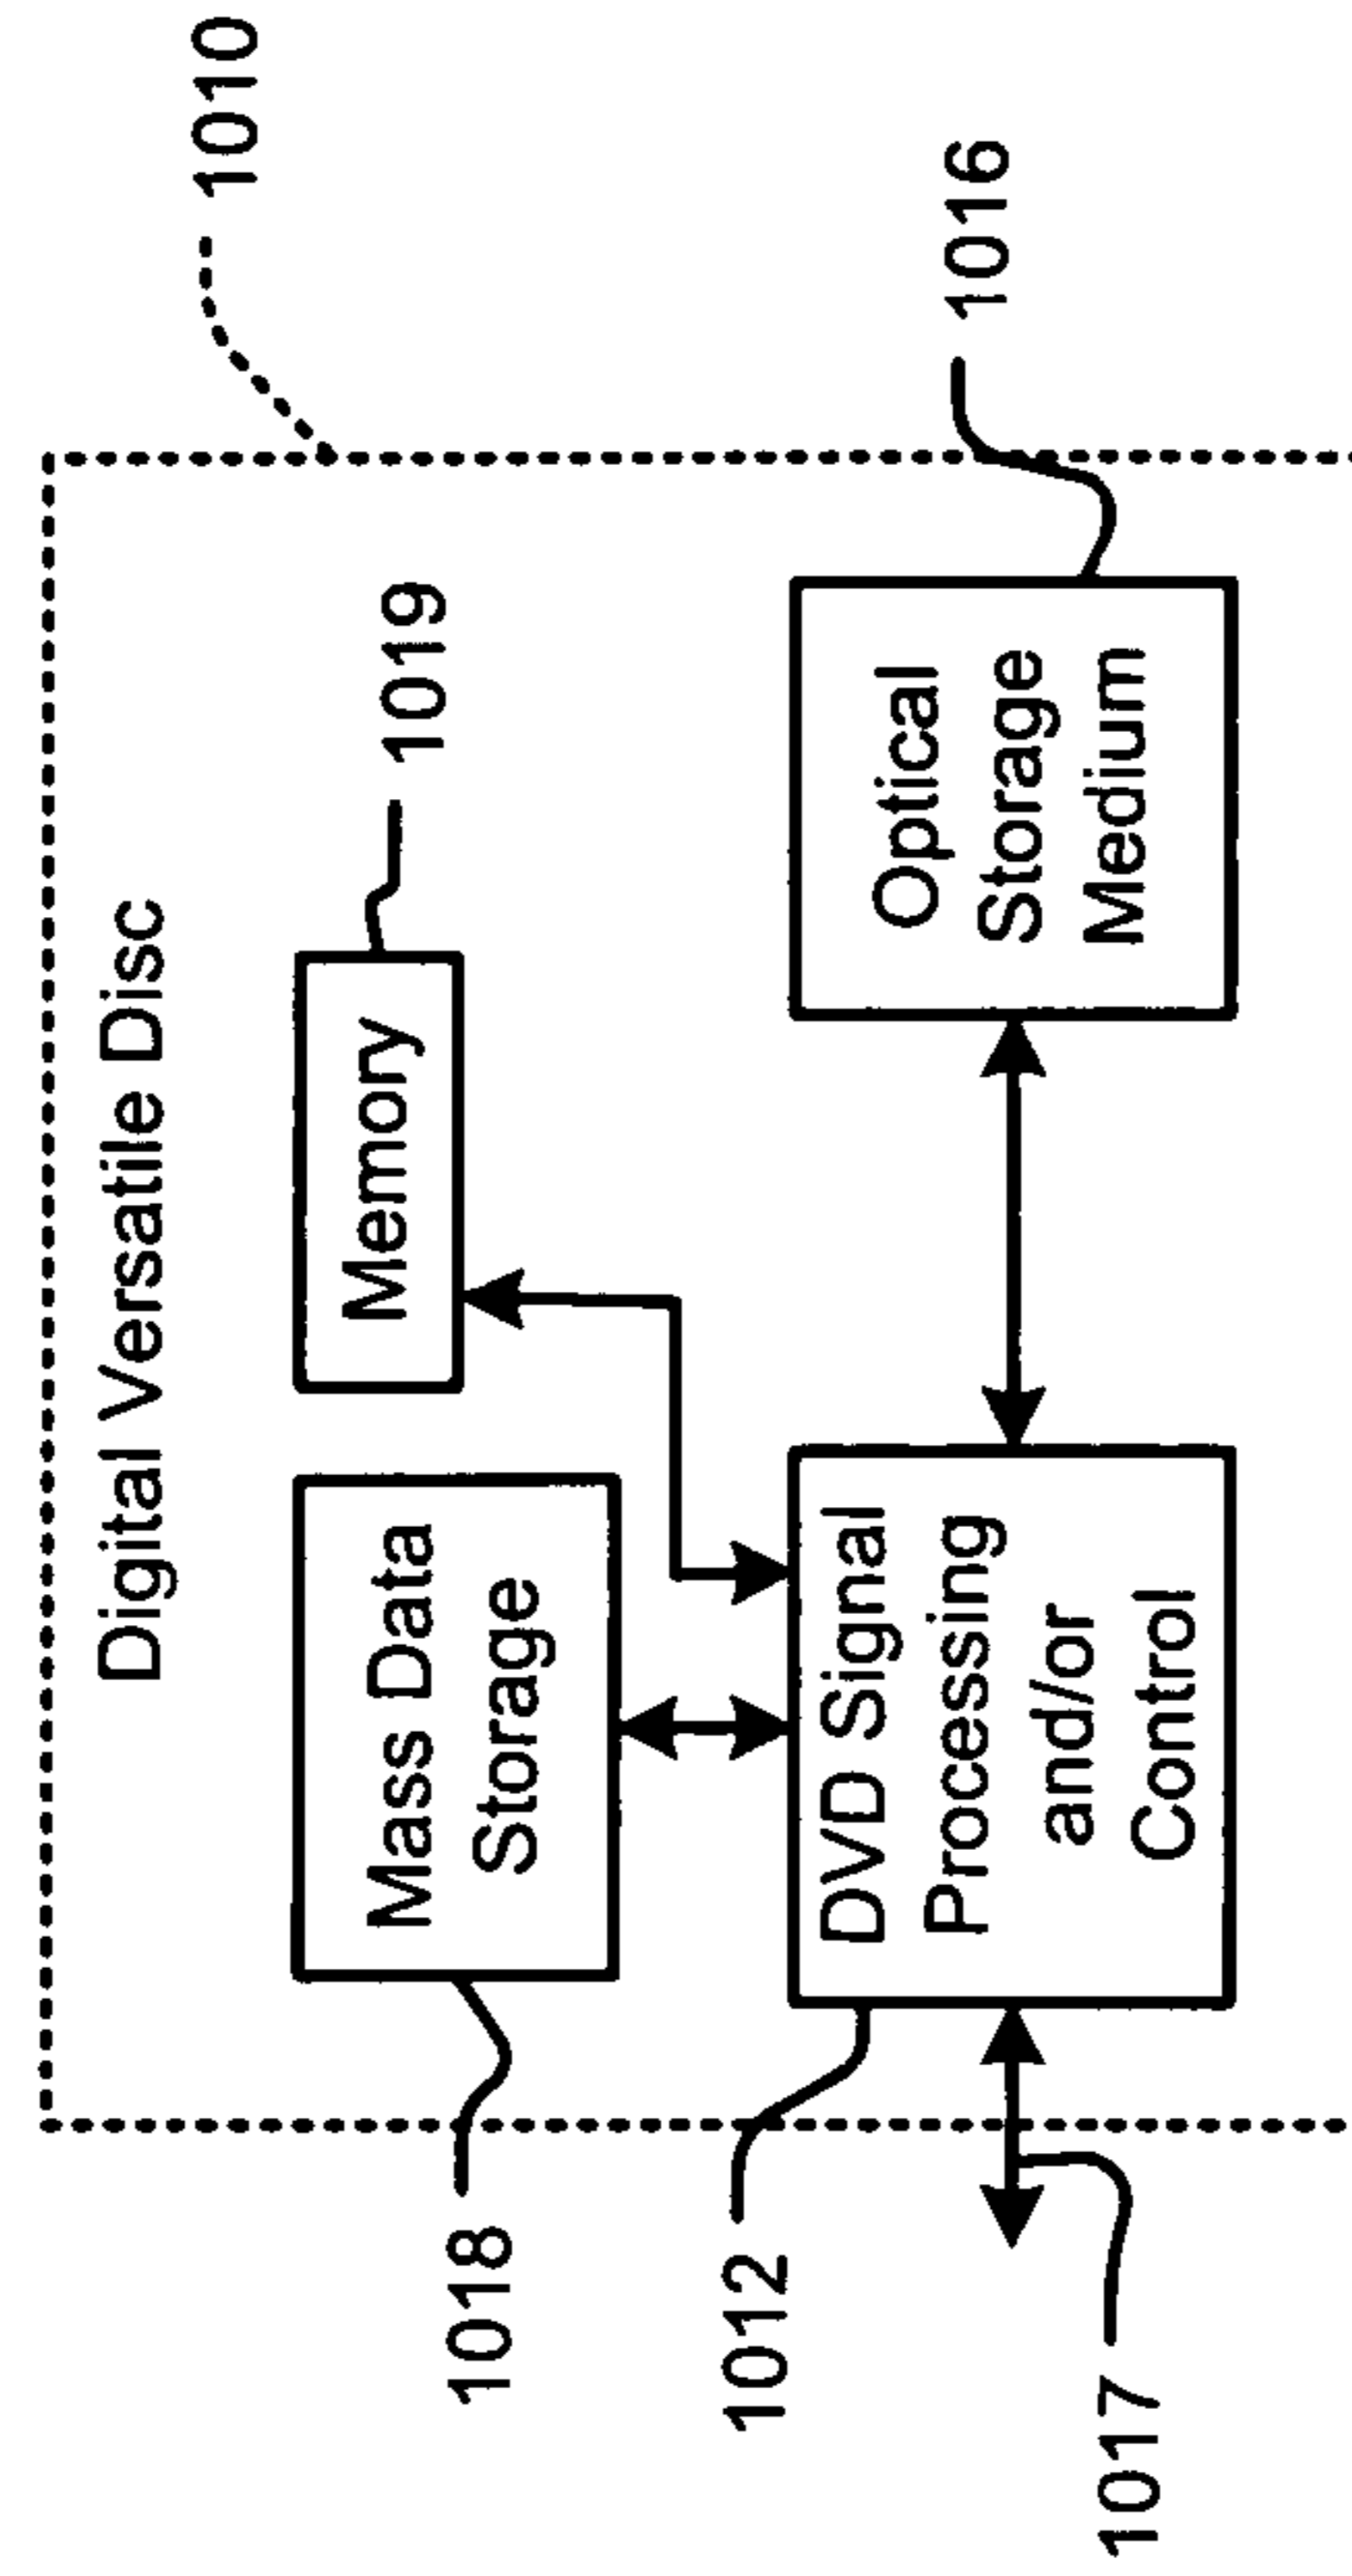 1010
Digital Versatile Disc
1019
Memory
1018
Mass Data
Storage
1012
DVD Signal
Processing
and/or
Control
1016
Optical
Storage
Medium
1017